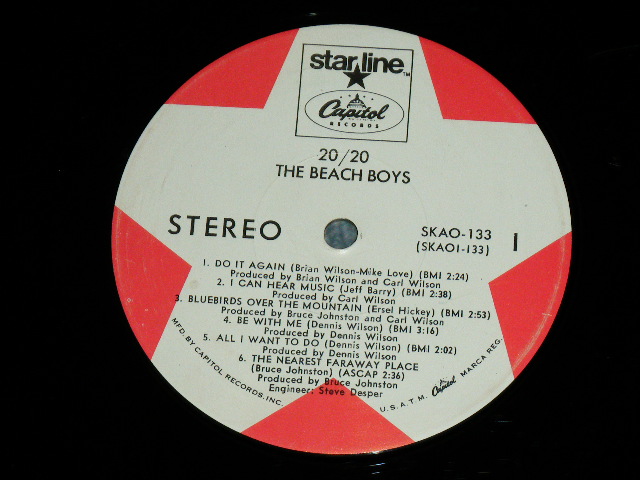 starline™
Capitol
RECORDS
20/20
THE BEACH BOYS
STEREO
SKAO-133
(SKAO1-133)
1
1. DO IT AGAIN (Brian Wilson-Mike Love) (BMI 2:24)
Produced by Brian Wilson and Carl Wilson
2. I CAN HEAR MUSIC (Jeff Barry) (BMI 2:38)
Produced by Carl Wilson
3. BLUEBIRDS OVER THE MOUNTAIN (Ersel Hickey) (BMI 2:53)
Produced by Bruce Johnston and Carl Wilson
4. BE WITH ME (Dennis Wilson) (BMI 3:16)
Produced by Dennis Wilson
5. ALL I WANT TO DO (Dennis Wilson) (BMI 2:02)
Produced by Dennis Wilson
6. THE NEAREST FARAWAY PLACE
(Bruce Johnston) (ASCAP 2:36)
Produced by Bruce Johnston
Engineer: Steve Desper
MFD. BY CAPITOL RECORDS, INC.
U.S.A. T.M. Capitol MARCA REG.